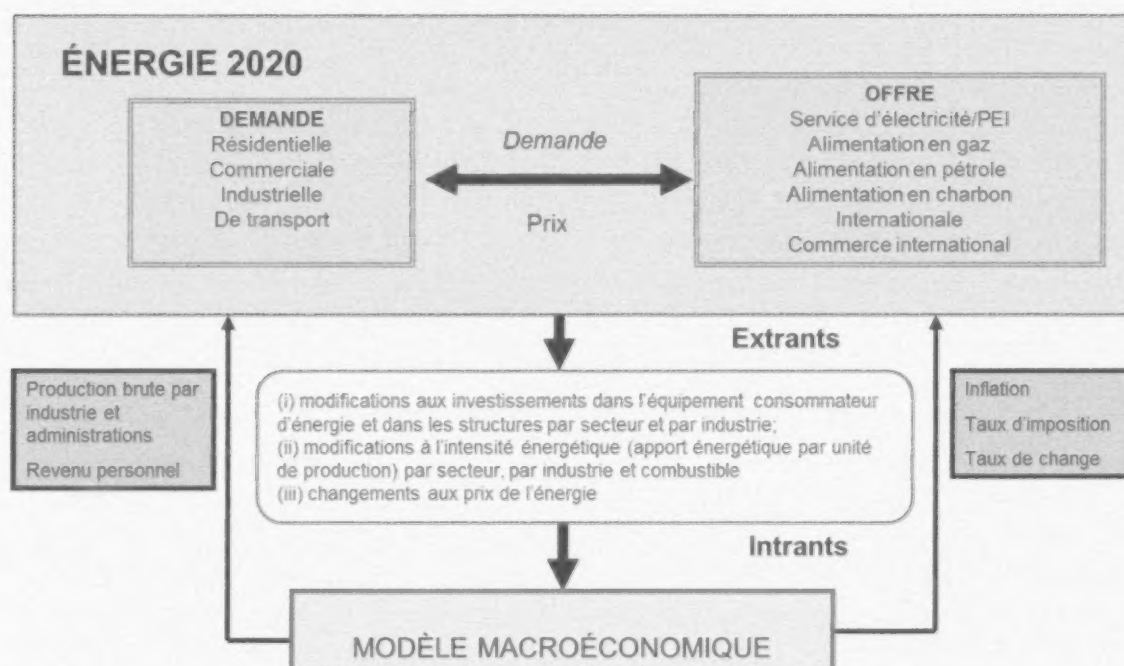 ÉNERGIE 2020
DEMANDE
Résidentielle
Commerciale
Industrielle
De transport
Demande
Prix
OFFRE
Service d'électricité/PEI
Alimentation en gaz
Alimentation en pétrole
Alimentation en charbon
Internationale
Commerce international
Extrants
Production brute par
industrie et
administrations
Revenu personnel
(i) modifications aux investissements dans l'équipement consommateur
d'énergie et dans les structures par secteur et par industrie;
(ii) modifications à l'intensité énergétique (apport énergétique par unité
de production) par secteur, par industrie et combustible
(iii) changements aux prix de l'énergie
Inflation
Taux d'imposition
Taux de change
Intrants
MODÈLE MACROÉCONOMIQUE